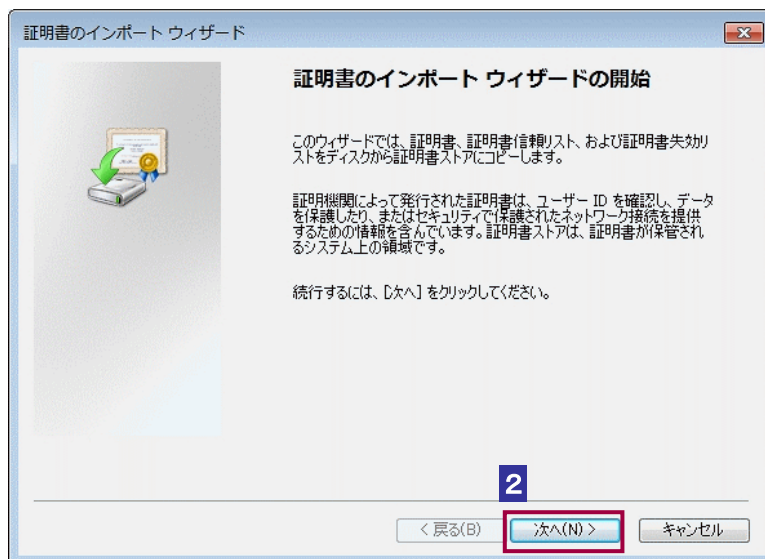 証明書のインポート ウィザード
証明書のインポート ウィザードの開始
このウィザードでは、証明書、証明書信頼リスト、および証明書失効リ
ストをディスクから証明書ストアにコピーします。
証明機関によって発行された証明書は、ユーザー ID を確認し、データ
を保護したり、またはセキュリティで保護されたネットワーク接続を提供
するための情報を含んでいます。証明書ストアは、証明書が保管され
るシステム上の領域です。
続行するには、[次へ] をクリックしてください。
2
< 戻る(B)
次へ(N) >
キャンセル